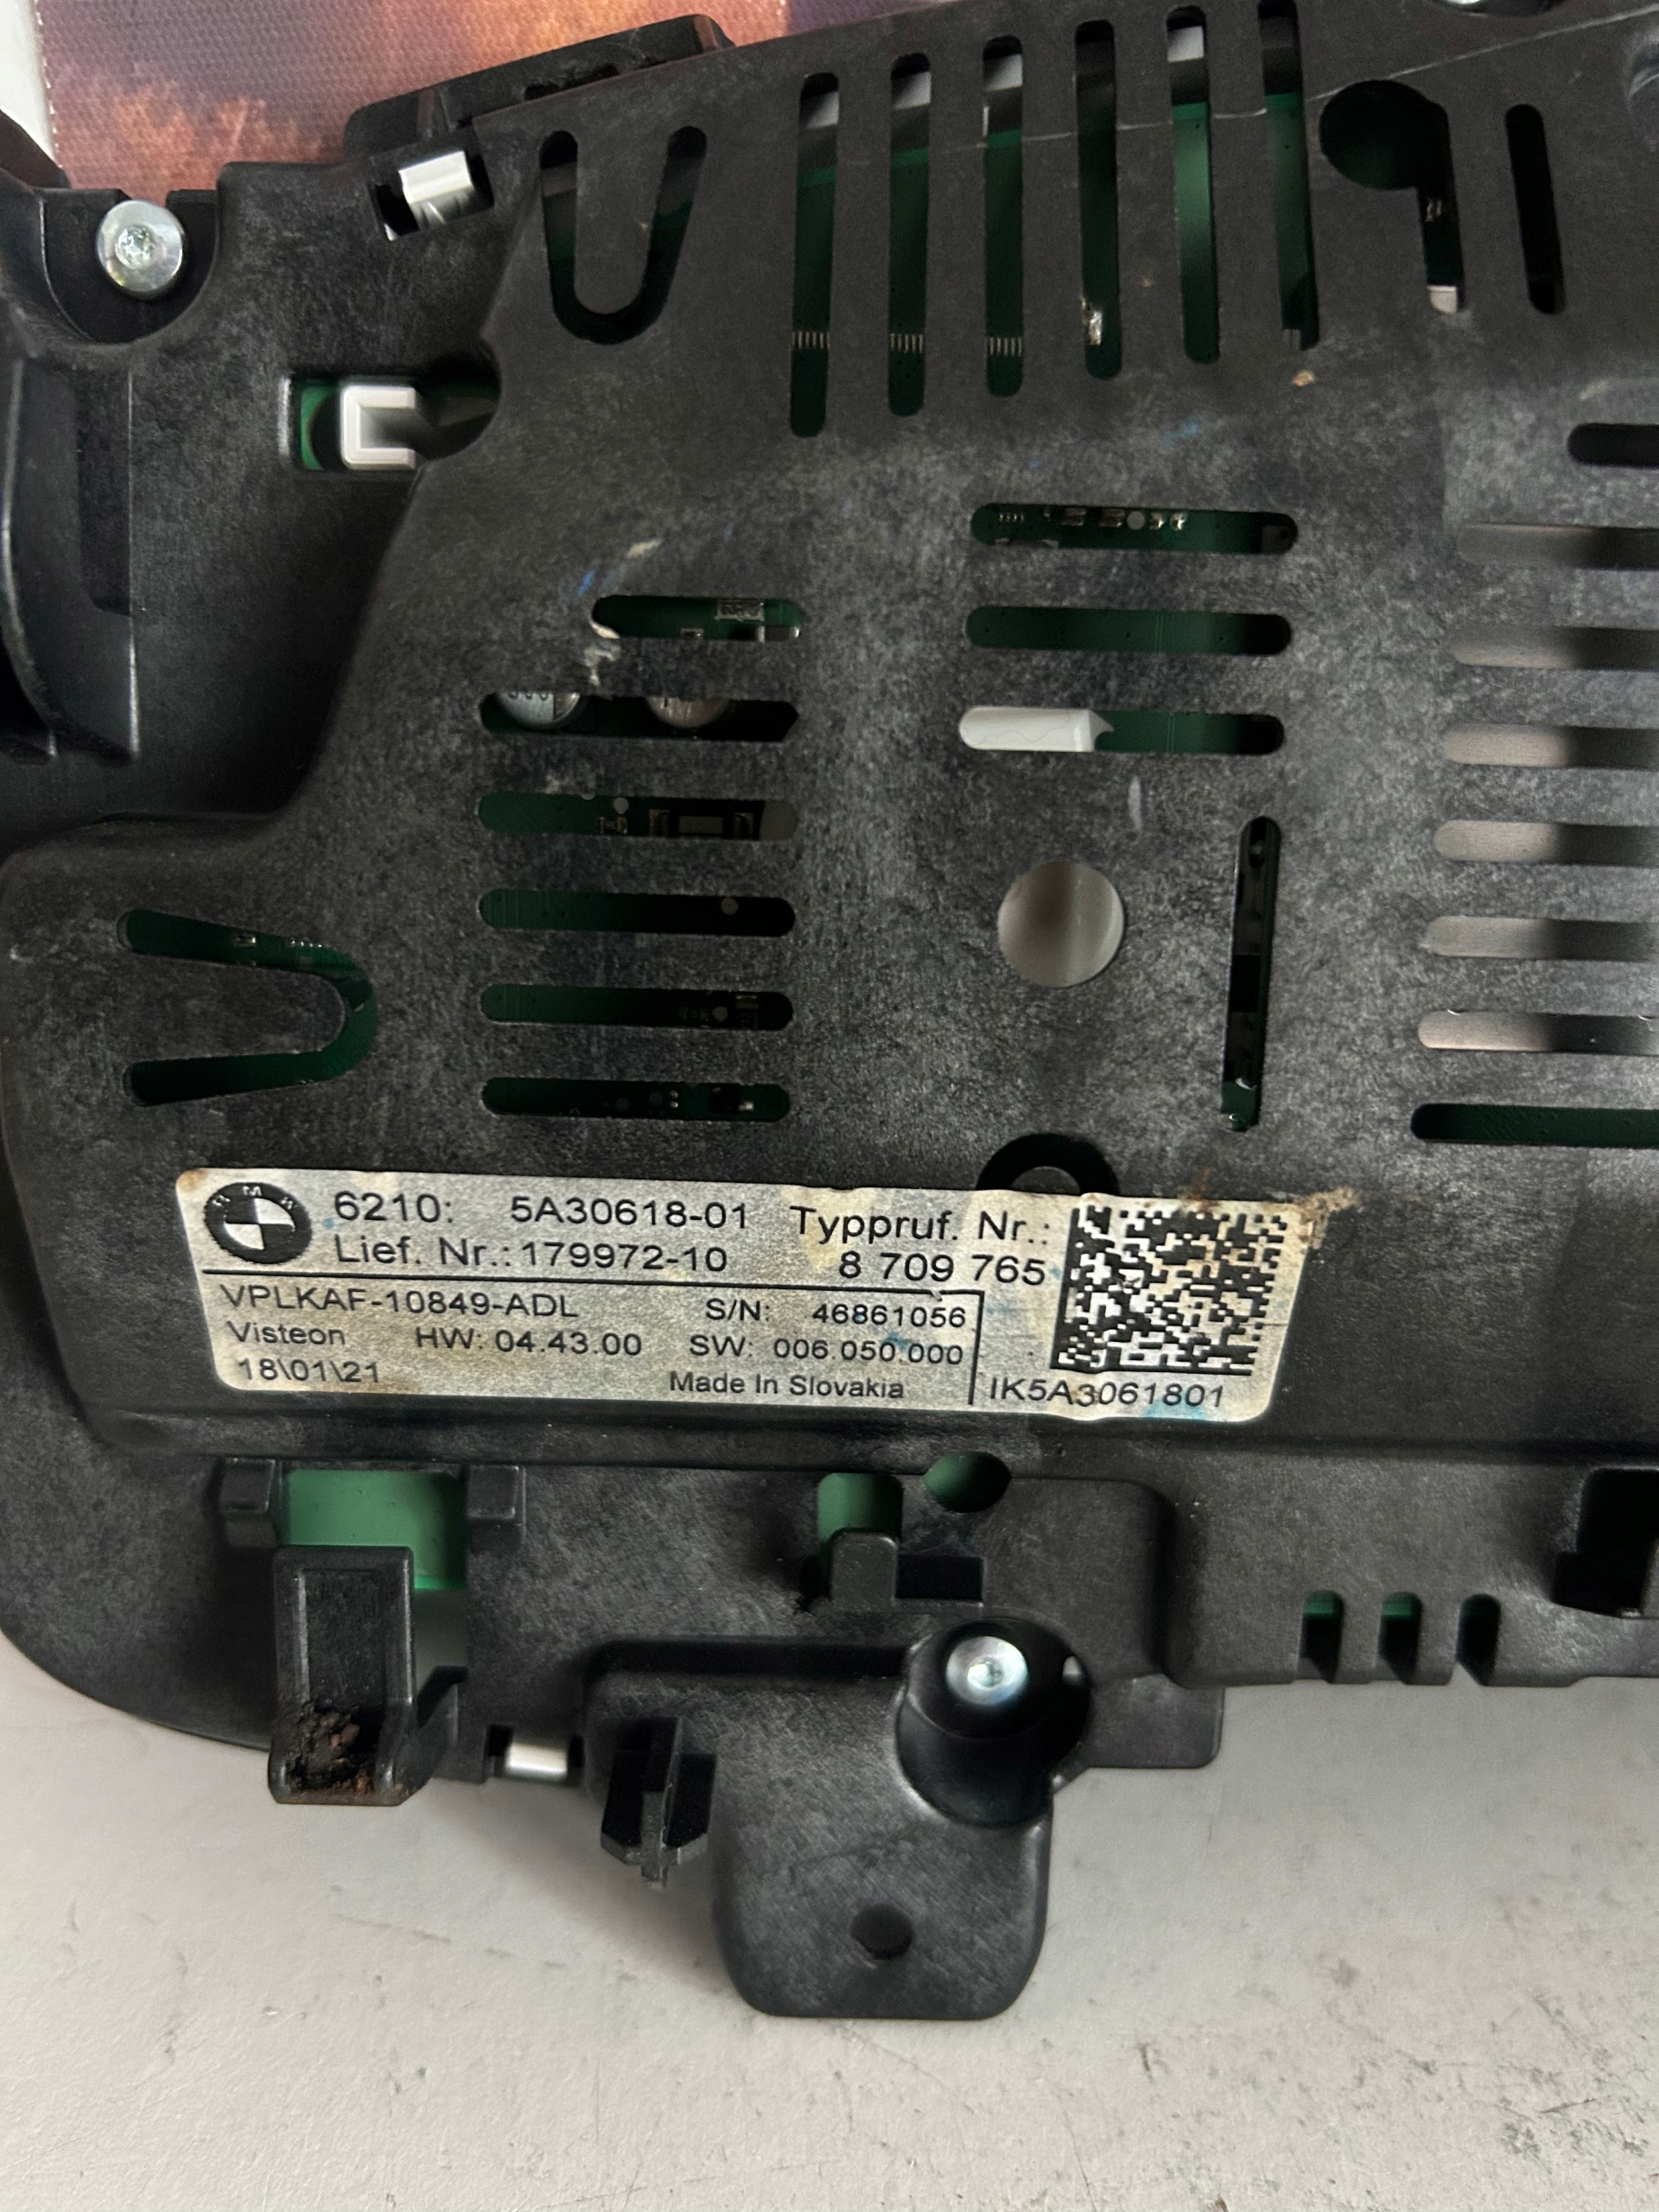 BMW
6210: 5A30618-01 Typpruf. Nr.:
Lief. Nr.: 179972-10 8 709 765
VPLKAF-10849-ADL S/N: 46861056
Visteon HW: 04.43.00 SW: 006.050.000
18\01\21 Made In Slovakia IK5A3061801